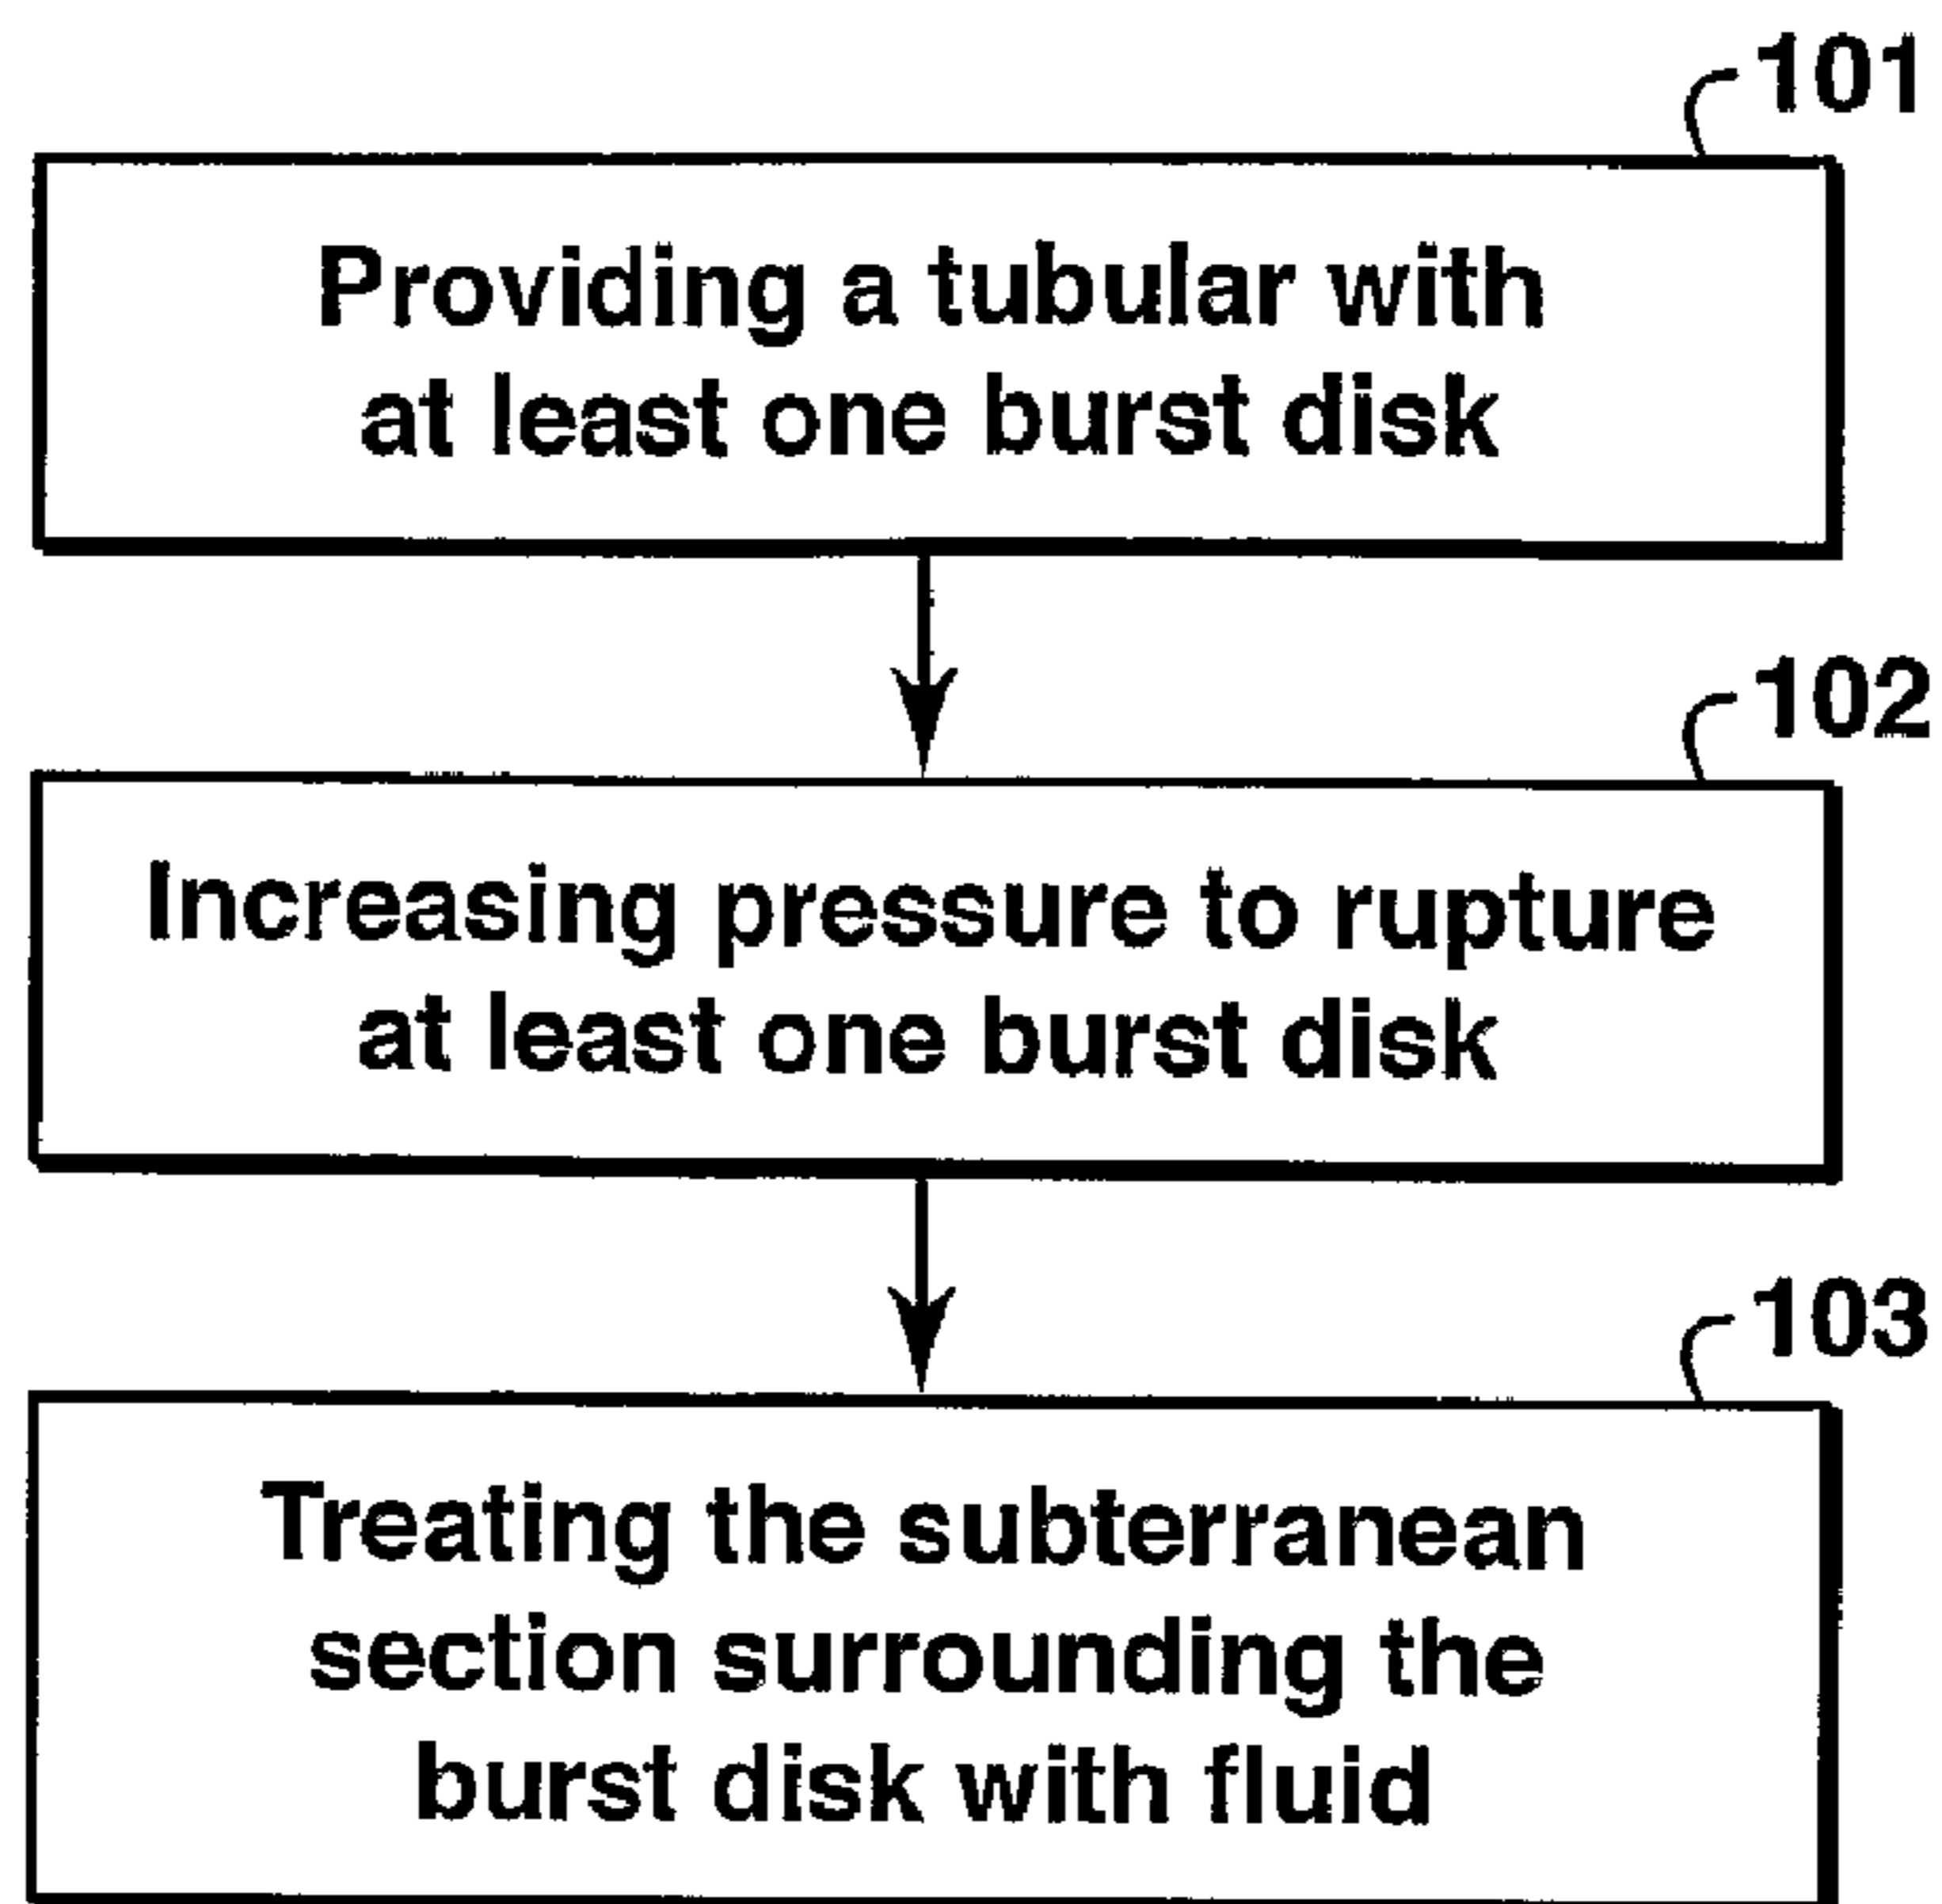 101
Providing a tubular with
at least one burst disk
102
Increasing pressure to rupture
at least one burst disk
103
Treating the subterranean
section surrounding the
burst disk with fluid